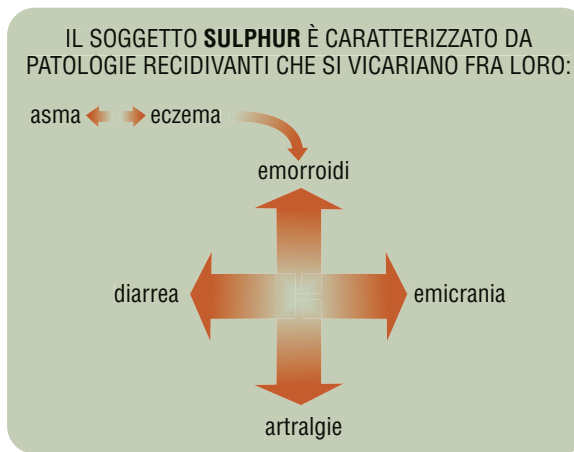 IL SOGGETTO SULPHUR È CARATTERIZZATO DA
PATOLOGIE RECIDIVANTI CHE SI VICARIANO FRA LORO:
asma eczema
emorroidi
diarrea emicrania
artralgie